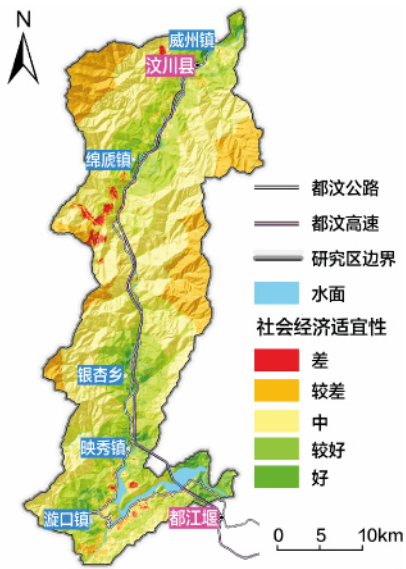 N
威州镇
汶川县
绵虒镇
都汶公路
都汶高速
研究区边界
水面
社会经济适宜性
差
较差
中
较好
好
银杏乡
映秀镇
漩口镇
都江堰
0 5 10km